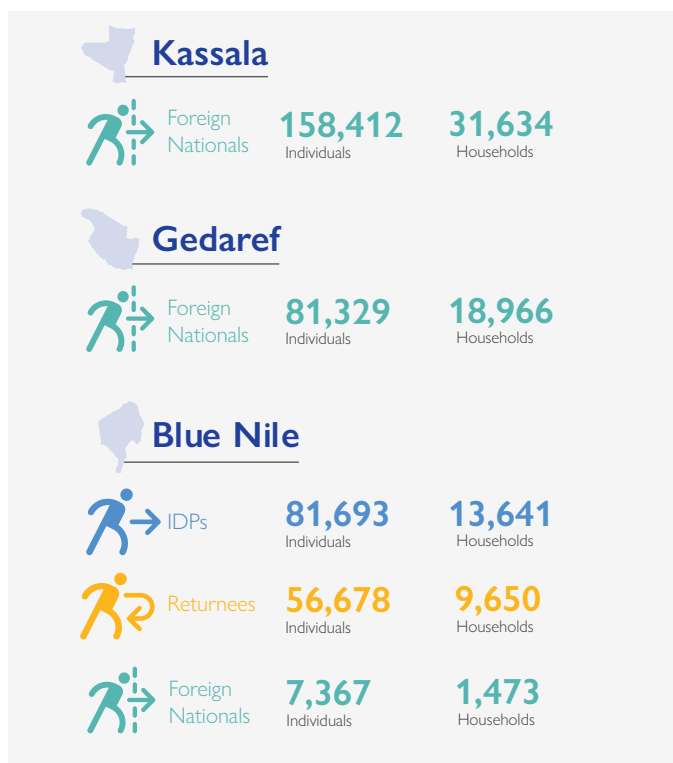 Kassala
Foreign
Nationals
158,412
Individuals
31,634
Households
Gedaref
Foreign
Nationals
81,329
Individuals
18,966
Households
Blue Nile
IDPs
81,693
Individuals
13,641
Households
Returnees
56,678
Individuals
9,650
Households
Foreign
Nationals
7,367
Individuals
1,473
Households